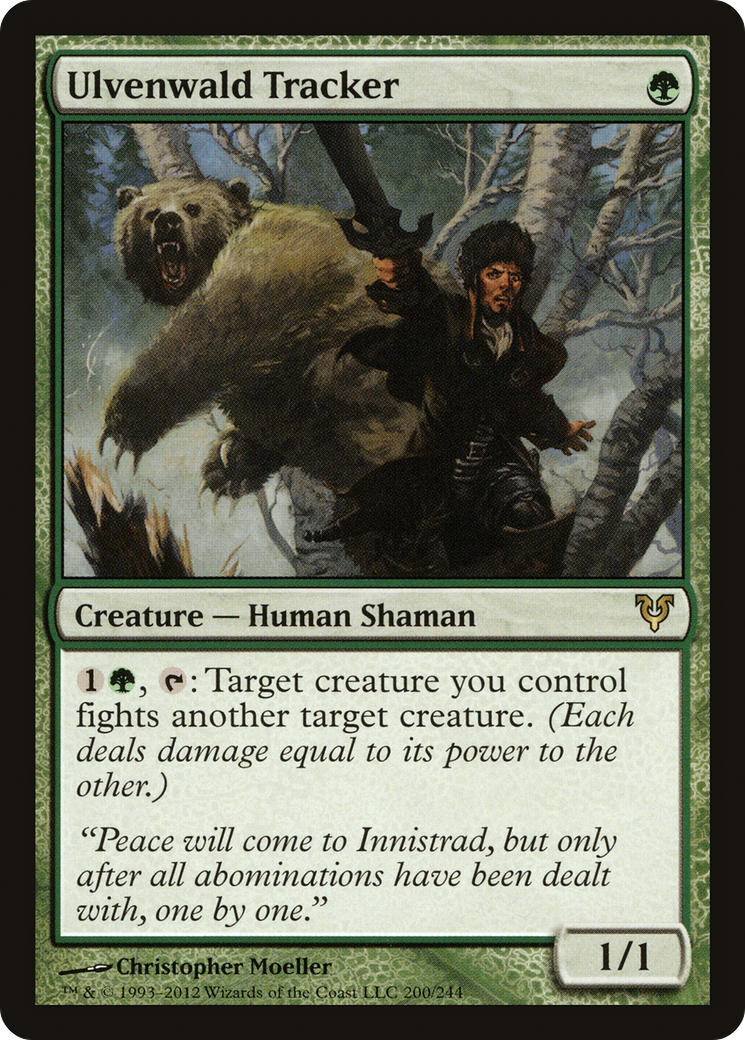 Ulvenwald Tracker
Creature — Human Shaman
1, : Target creature you control
fights another target creature. (Each
deals damage equal to its power to the
other.)
“Peace will come to Innistrad, but only
after all abominations have been dealt
with, one by one.”
1/1
Christopher Moeller
™ & © 1993–2012 Wizards of the Coast LLC 200/244